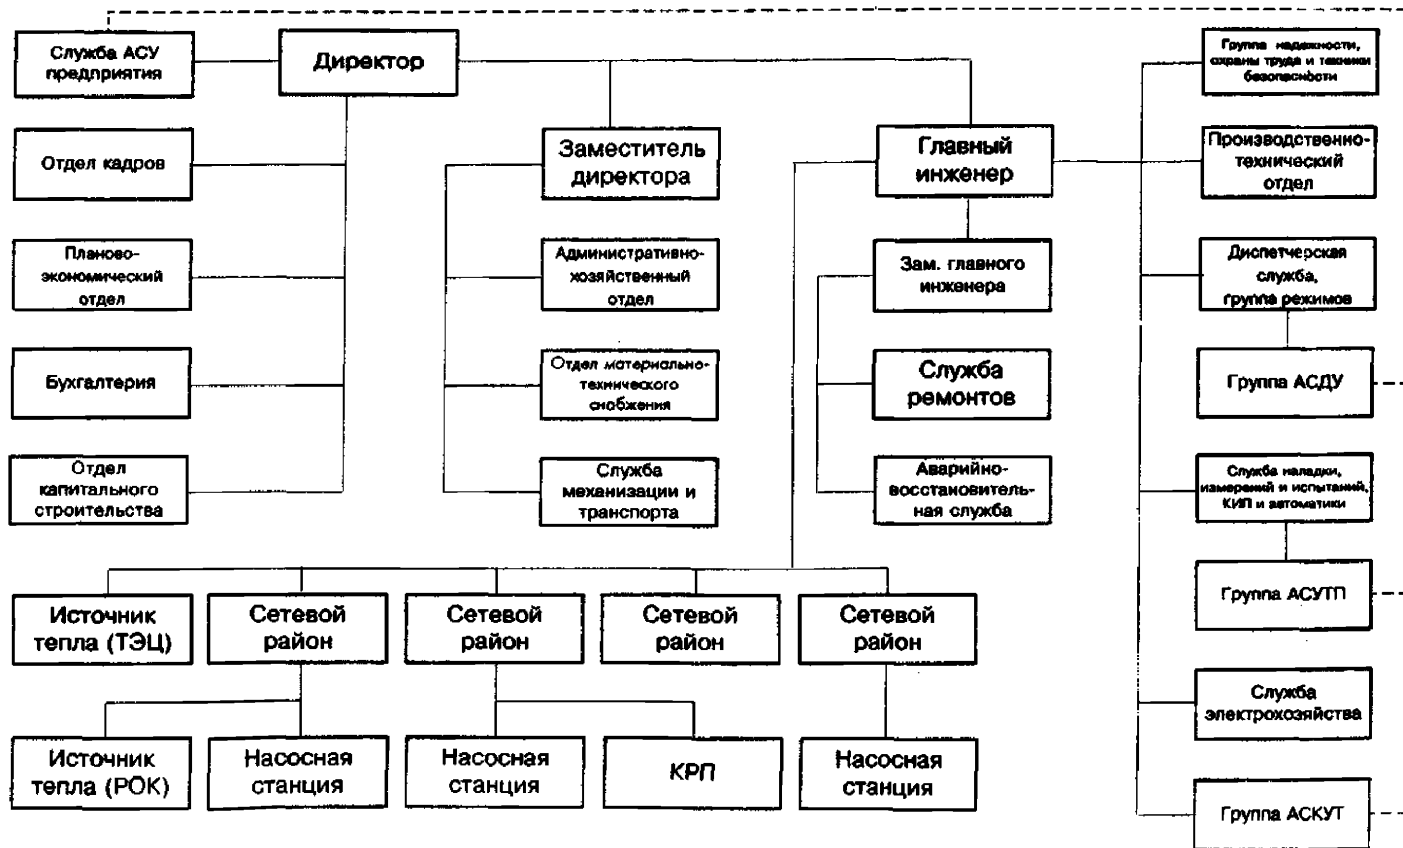 Служба АСУ
предприятия
Директор
Группа надежности,
охраны труда и техники
безопасности
Отдел кадров
Заместитель
директора
Главный
инженер
Производственно-
технический
отдел
Планово-
экономический
отдел
Административно-
хозяйственный
отдел
Зам. главного
инженера
Диспетчерская
служба,
группа режимов
Бухгалтерия
Отдел материально-
технического
снабжения
Служба
ремонтов
Группа АСДУ
Отдел
капитального
строительства
Служба
механизации и
транспорта
Аварийно-
восстановитель-
ная служба
Служба наладки,
измерений и испытаний,
КИП и автоматики
Источник
тепла (ТЭЦ)
Сетевой
район
Сетевой
район
Сетевой
район
Сетевой
район
Группа АСУТП
Служба
электрохозяйства
Источник
тепла (РОК)
Насосная
станция
Насосная
станция
КРП
Насосная
станция
Группа АСКУТ